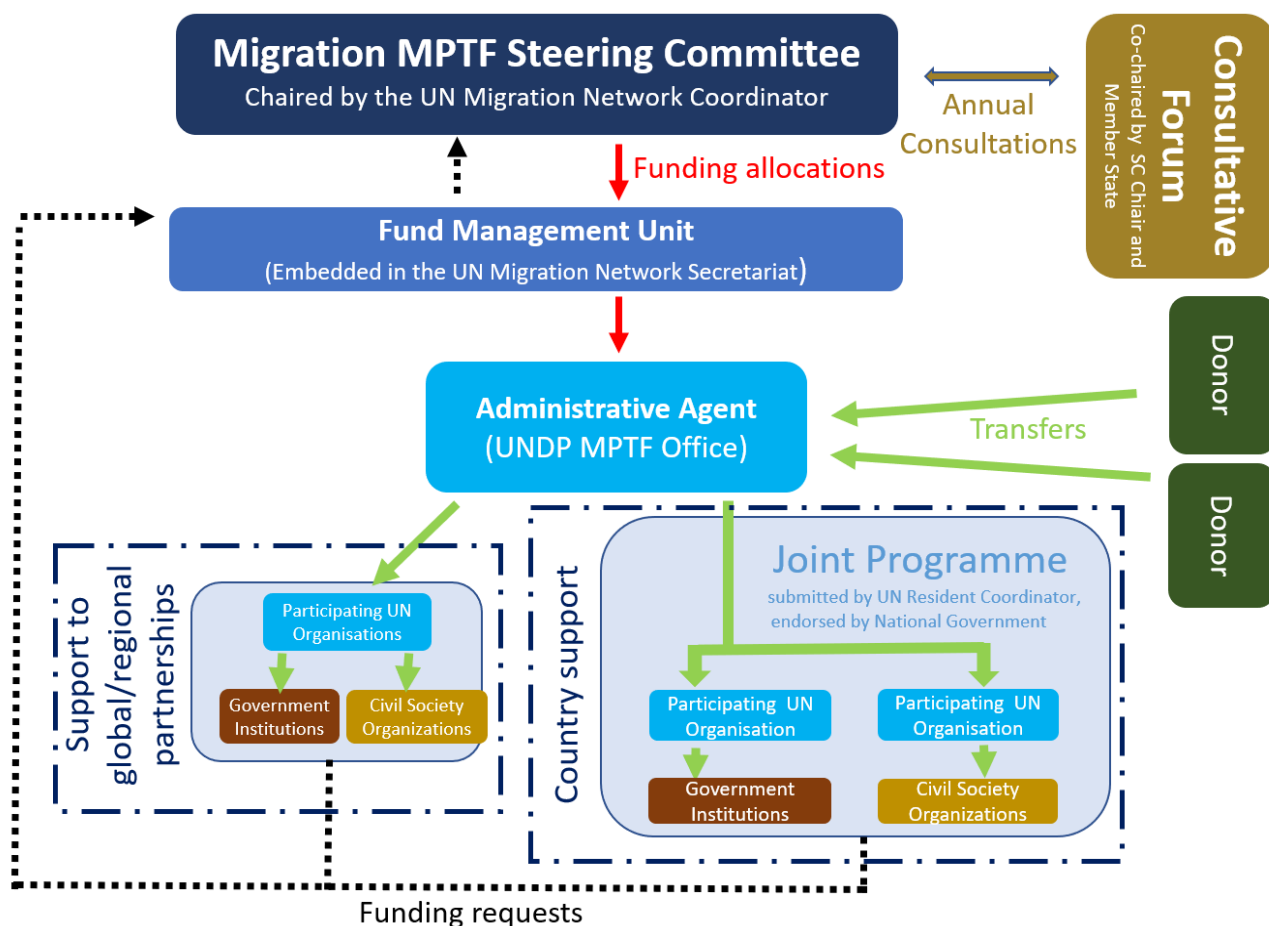 Migration MPTF Steering Committee
Chaired by the UN Migration Network Coordinator
Consultative
Forum
Co-chaired by SC Chiair and
Member State
Annual
Consultations
Funding allocations
Fund Management Unit
(Embedded in the UN Migration Network Secretariat)
Donor
Administrative Agent
(UNDP MPTF Office)
Transfers
Donor
Support to
global/regional
partnerships
Participating UN
Organisations
Government
Institutions
Civil Society
Organizations
Country support
Joint Programme
submitted by UN Resident Coordinator,
endorsed by National Government
Participating UN
Organisation
Participating UN
Organisation
Government
Institutions
Civil Society
Organizations
Funding requests